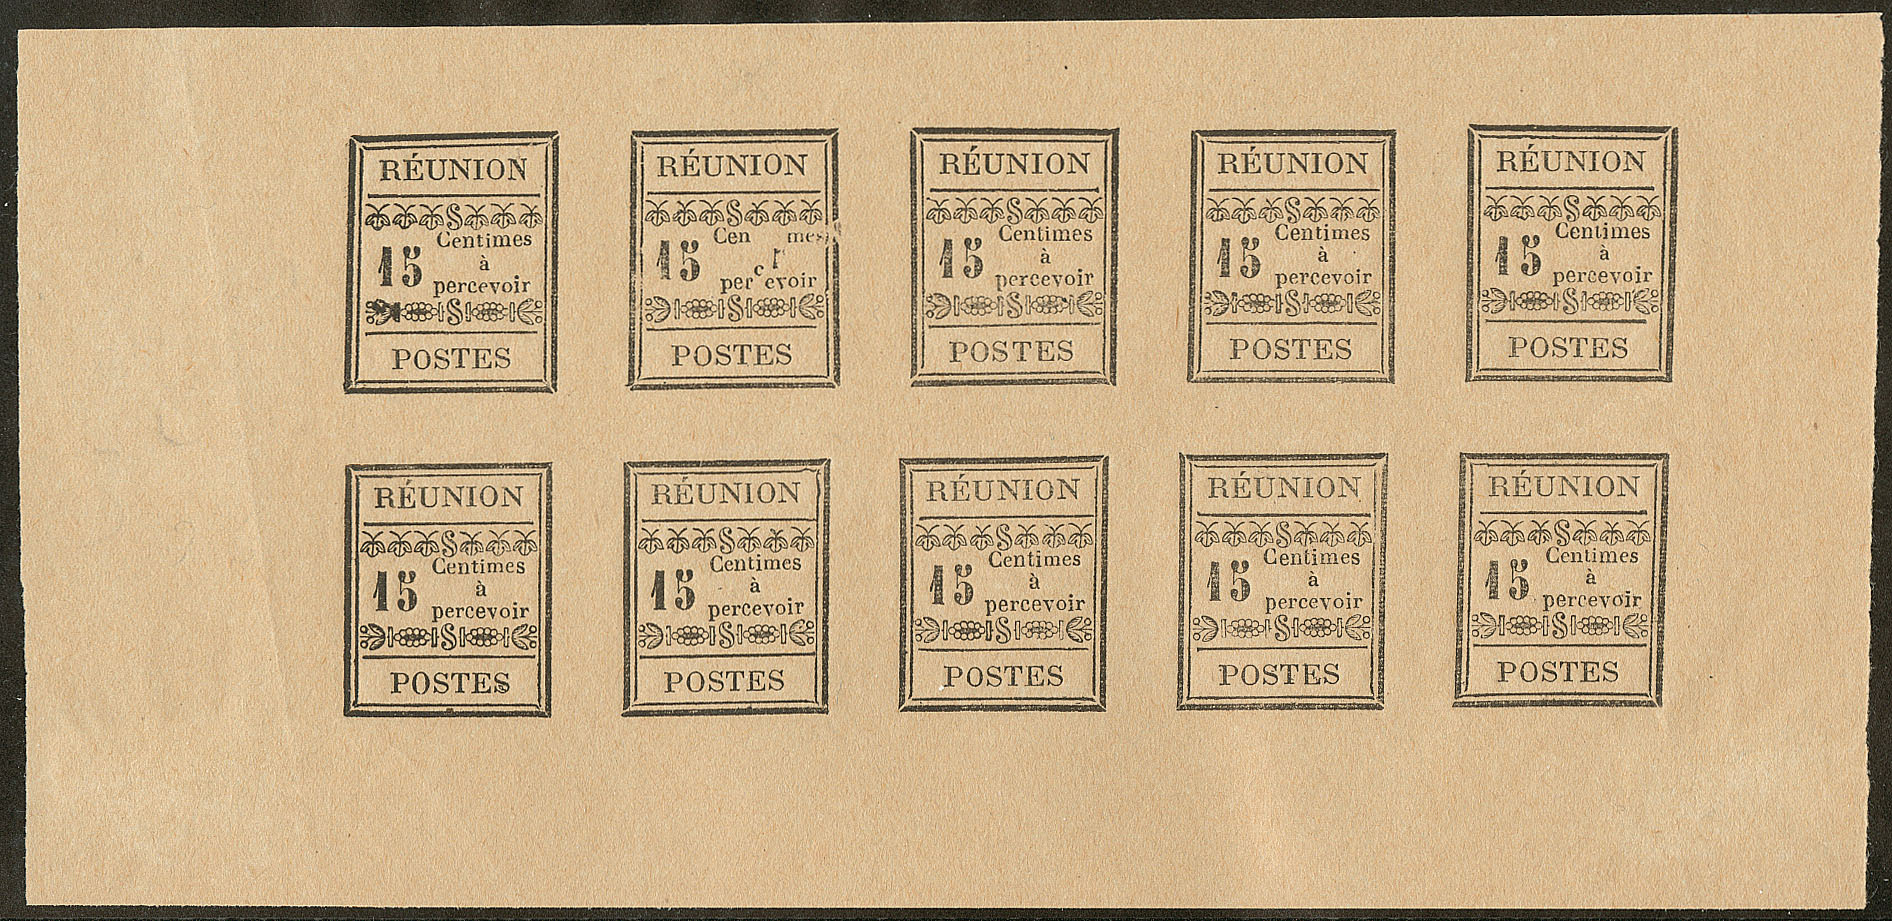 RÉUNION
15 Centimes
à
percevoir
POSTES
RÉUNION
15 Cen mes
c r
per evoir
POSTES
RÉUNION
15 Centimes
à
percevoir
POSTES
RÉUNION
15 Centimes
à
percevoir
POSTES
RÉUNION
15 Centimes
à
percevoir
POSTES
RÉUNION
15 Centimes
à
percevoir
POSTES
RÉUNION
15 Centimes
à
percevoir
POSTES
RÉUNION
15 Centimes
à
percevoir
POSTES
RÉUNION
15 Centimes
à
percevoir
POSTES
RÉUNION
15 Centimes
à
percevoir
POSTES